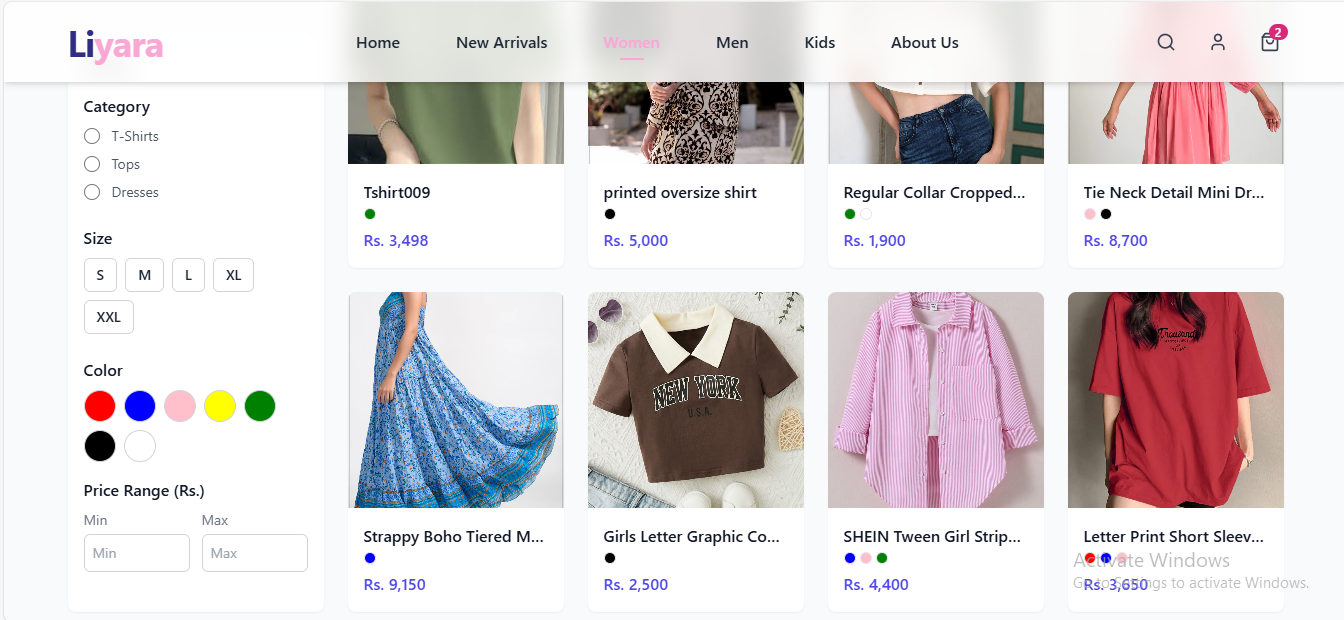 Liyara
Home New Arrivals Women Men Kids About Us
2
Category
T-Shirts
Tops
Dresses
Size
S M L XL
XXL
Color
Price Range (Rs.)
Min Max
Min Max
Tshirt009
Rs. 3,498
printed oversize shirt
Rs. 5,000
Regular Collar Cropped...
Rs. 1,900
Tie Neck Detail Mini Dr...
Rs. 8,700
Strappy Boho Tiered M...
Rs. 9,150
NEW YORK
U.S.A.
Girls Letter Graphic Co...
Rs. 2,500
SHEIN Tween Girl Strip...
Rs. 4,400
Thousand
Letter Print Short Sleev...
Rs. 3,650
Activate Windows
Go to Settings to activate Windows.